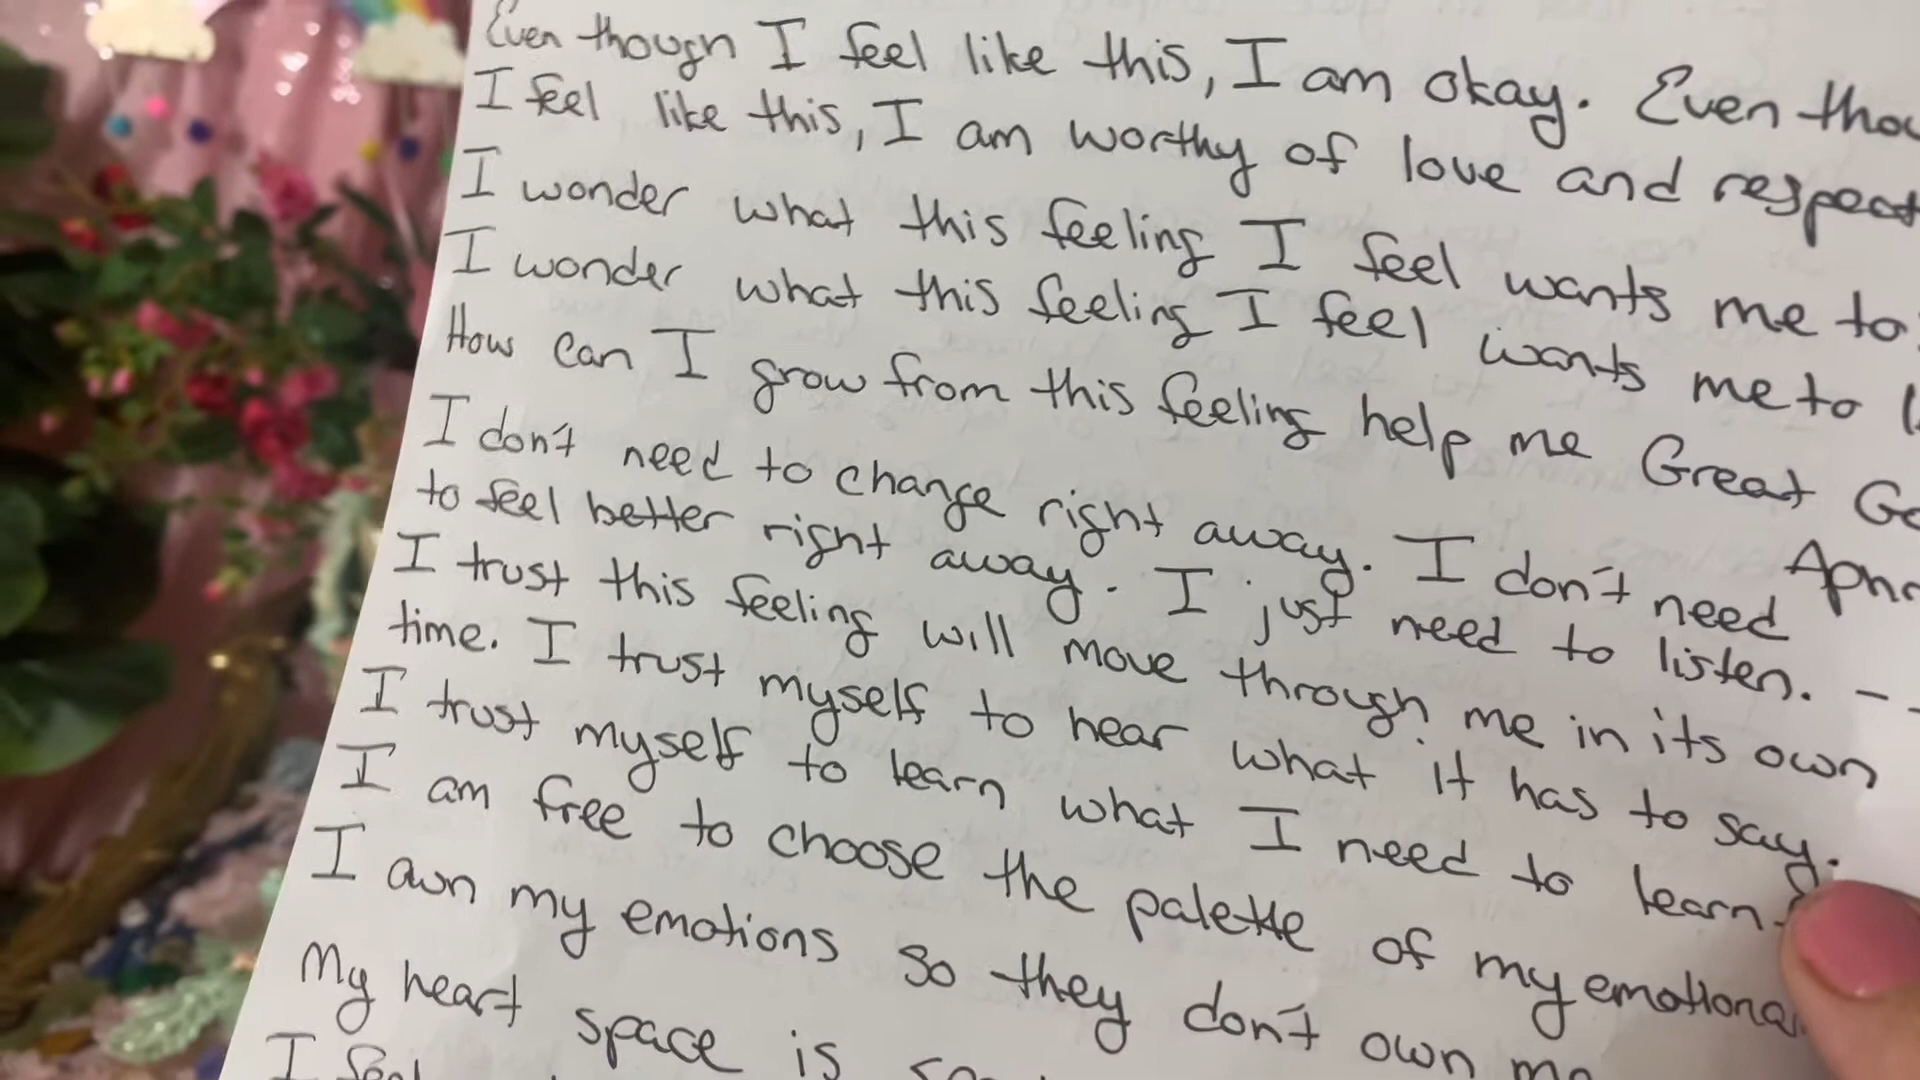 Even though I feel like this, I am okay. Even
I feel like this, I am worthy of love and respect
I wonder what this feeling I feel wants me to
I wonder what this feeling I feel wants me to
How can I grow from this feeling help me Great
I don't need to change right away. I don't need
to feel better right away. I just need to listen.
I trust this feeling will move through me in its own
time. I trust myself to hear what it has to say.
I trust myself to learn what I need to learn.
I am free to choose the palette of my emotional
I own my emotions so they don't own me
My heart space is
I feel